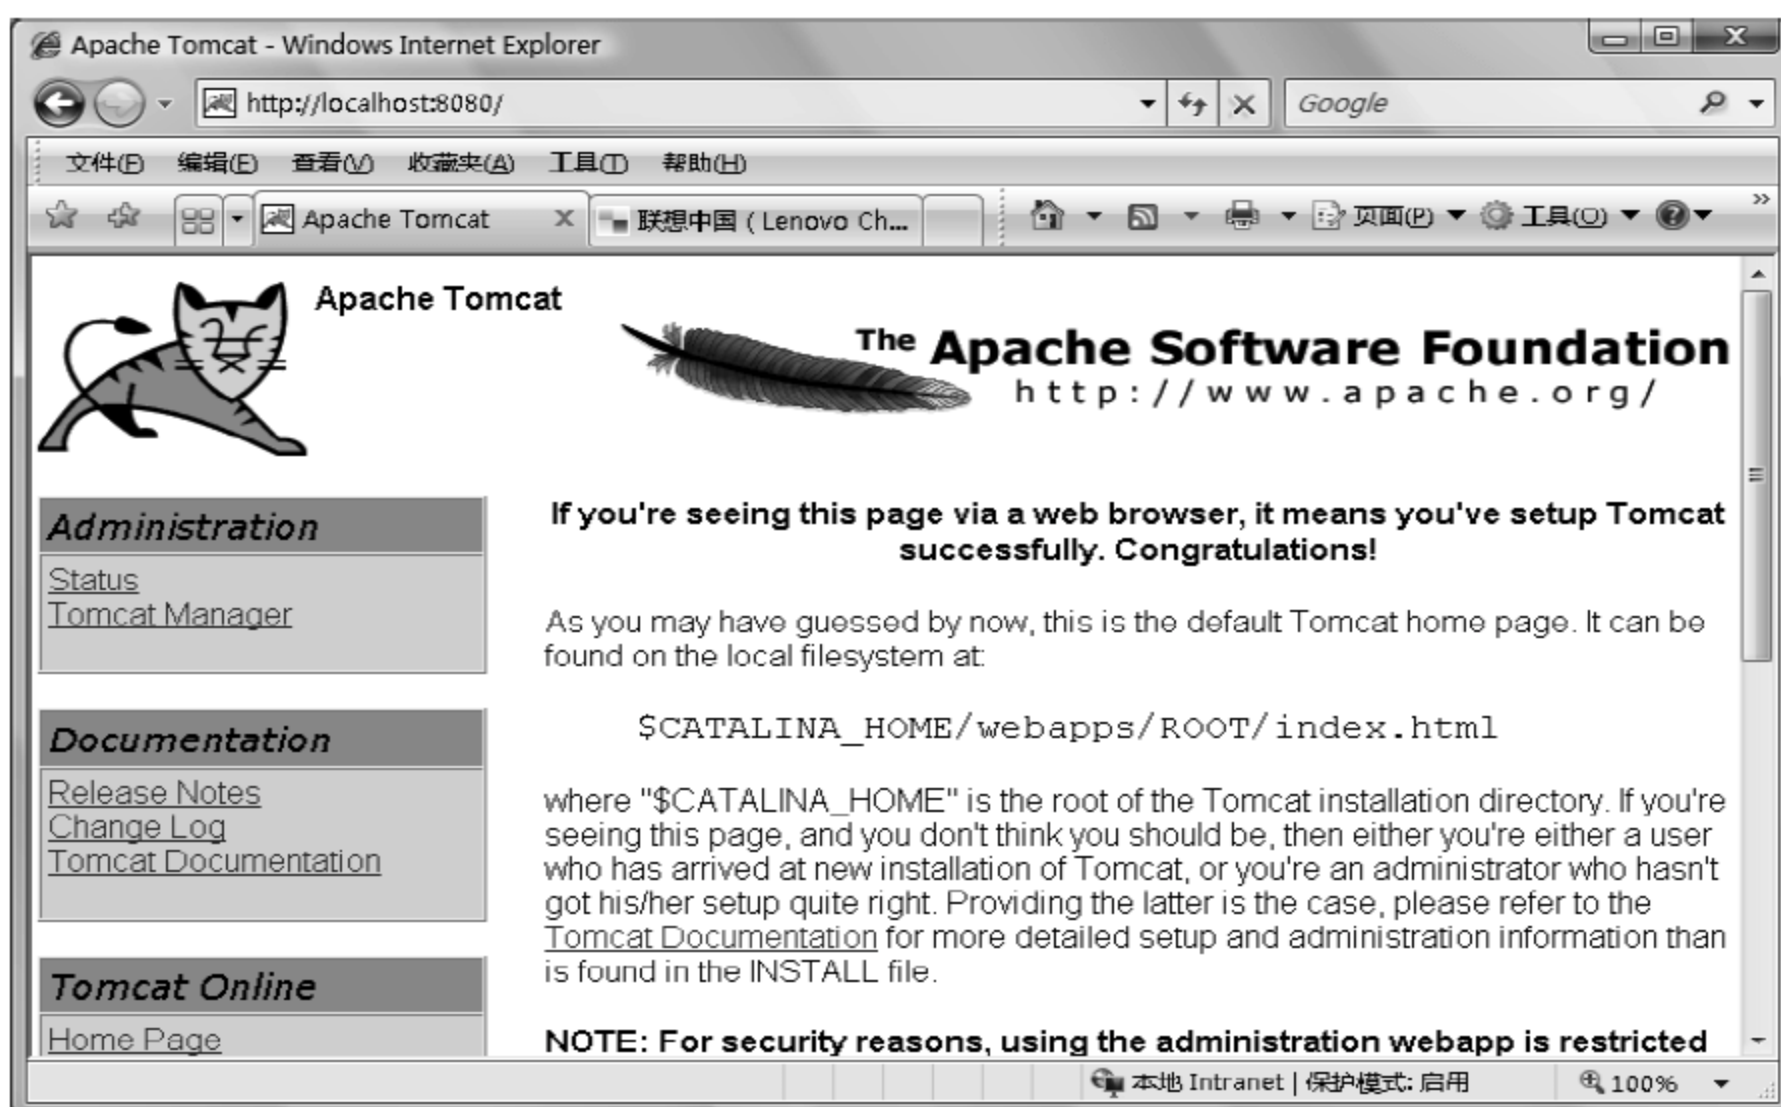 Apache Tomcat - Windows Internet Explorer
http://localhost:8080/
Google
文件(F) 编辑(E) 查看(V) 收藏夹(A) 工具(T) 帮助(H)
Apache Tomcat
联想中国 ( Lenovo Ch...
页面(P) 工具(O)
Apache Tomcat
The Apache Software Foundation
http://www.apache.org/
Administration
Status
Tomcat Manager
Documentation
Release Notes
Change Log
Tomcat Documentation
Tomcat Online
Home Page
If you're seeing this page via a web browser, it means you've setup Tomcat
successfully. Congratulations!
As you may have guessed by now, this is the default Tomcat home page. It can be
found on the local filesystem at:
$CATALINA_HOME/webapps/ROOT/index.html
where "$CATALINA_HOME" is the root of the Tomcat installation directory. If you're
seeing this page, and you don't think you should be, then either you're either a user
who has arrived at new installation of Tomcat, or you're an administrator who hasn't
got his/her setup quite right. Providing the latter is the case, please refer to the
Tomcat Documentation for more detailed setup and administration information than
is found in the INSTALL file.
NOTE: For security reasons, using the administration webapp is restricted
本地 Intranet | 保护模式: 启用
100%